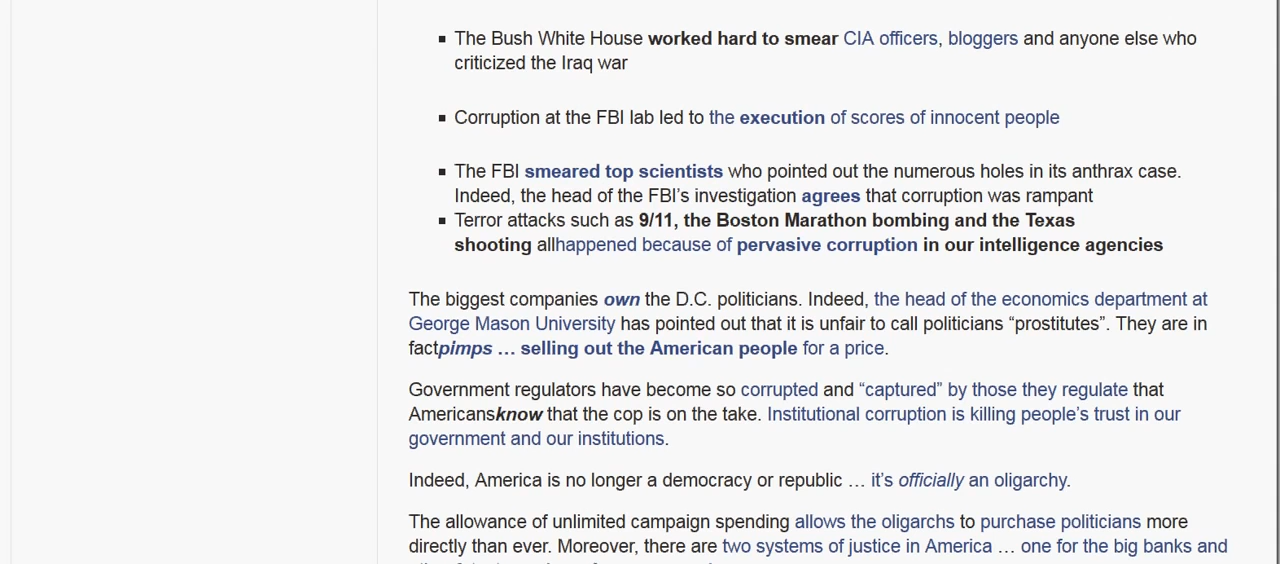 ▪ The Bush White House worked hard to smear CIA officers, bloggers and anyone else who
criticized the Iraq war
▪ Corruption at the FBI lab led to the execution of scores of innocent people
▪ The FBI smeared top scientists who pointed out the numerous holes in its anthrax case.
Indeed, the head of the FBI’s investigation agrees that corruption was rampant
▪ Terror attacks such as 9/11, the Boston Marathon bombing and the Texas
shooting allhappened because of pervasive corruption in our intelligence agencies
The biggest companies own the D.C. politicians. Indeed, the head of the economics department at
George Mason University has pointed out that it is unfair to call politicians “prostitutes”. They are in
factpimps … selling out the American people for a price.
Government regulators have become so corrupted and “captured” by those they regulate that
Americansknow that the cop is on the take. Institutional corruption is killing people’s trust in our
government and our institutions.
Indeed, America is no longer a democracy or republic … it’s officially an oligarchy.
The allowance of unlimited campaign spending allows the oligarchs to purchase politicians more
directly than ever. Moreover, there are two systems of justice in America … one for the big banks and